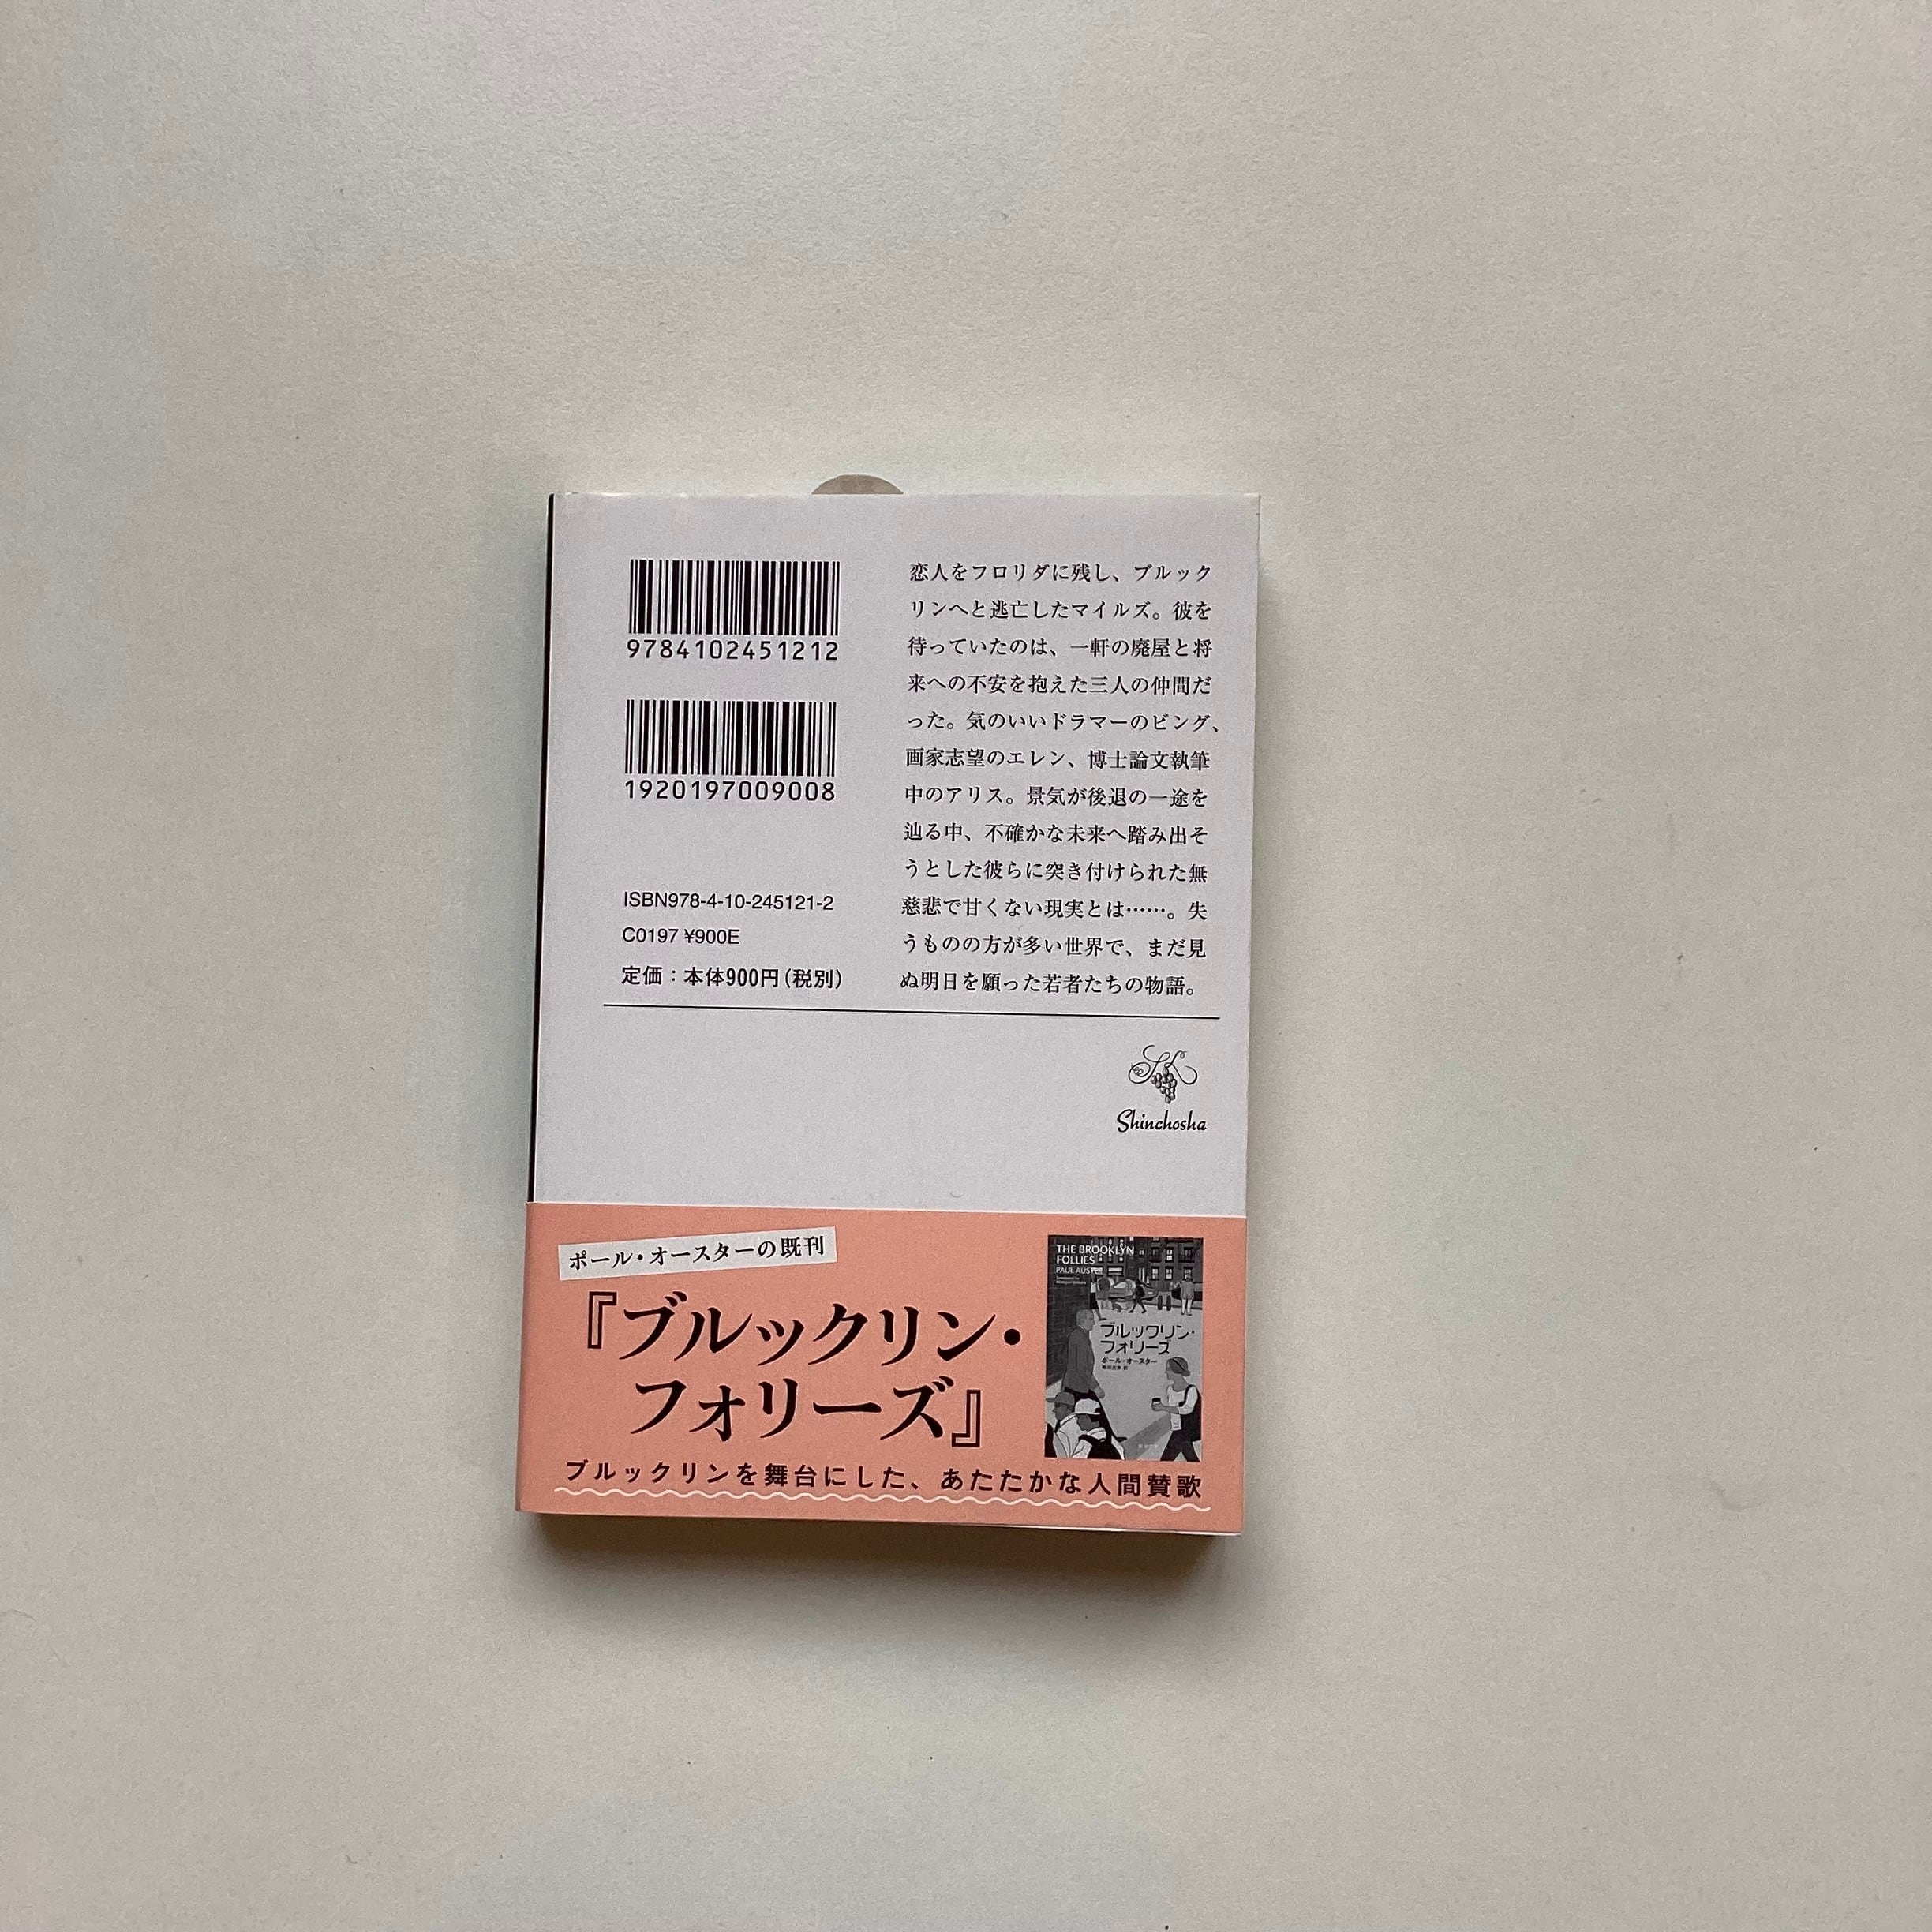 9784102451212
1920197009008
ISBN978-4-10-245121-2
C0197 ¥900E
定価：本体900円（税別）
恋人をフロリダに残し、ブルック
リンへと逃亡したマイルズ。彼を
待っていたのは、一軒の廃屋と将
来への不安を抱えた三人の仲間だ
った。気のいいドラマーのビング、
画家志望のエレン、博士論文執筆
中のアリス。景気が後退の一途を
辿る中、不確かな未来へ踏み出そ
うとした彼らに突き付けられた無
慈悲で甘くない現実とは……。失
うものの方が多い世界で、まだ見
ぬ明日を願った若者たちの物語。
Shinchosha
ポール・オースターの既刊
『ブルックリン・
フォリーズ』
ブルックリンを舞台にした、あたたかな人間賛歌
THE BROOKLYN
FOLLIES
PAUL AUSTER
ブルックリン・
フォリーズ
ポール・オースター